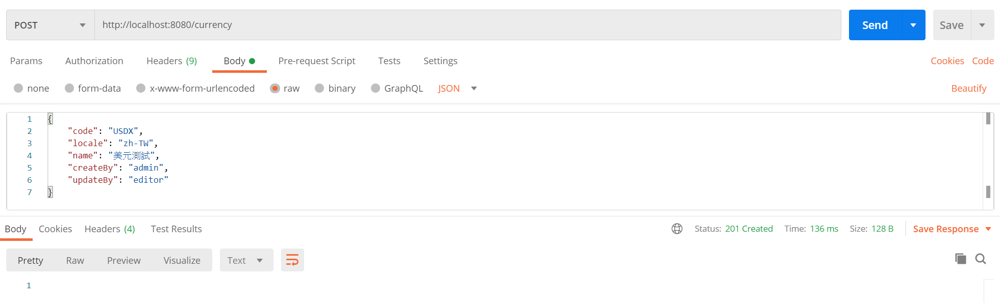 POST http://localhost:8080/currency Send Save
Params Authorization Headers (9) Body Pre-request Script Tests Settings Cookies Code
none form-data x-www-form-urlencoded raw binary GraphQL JSON Beautify
1 {
2 "code": "USDX",
3 "locale": "zh-TW",
4 "name": "美元測試",
5 "createBy": "admin",
6 "updateBy": "editor"
7 }
Body Cookies Headers (4) Test Results Status: 201 Created Time: 136 ms Size: 128 B Save Response
Pretty Raw Preview Visualize Text
1